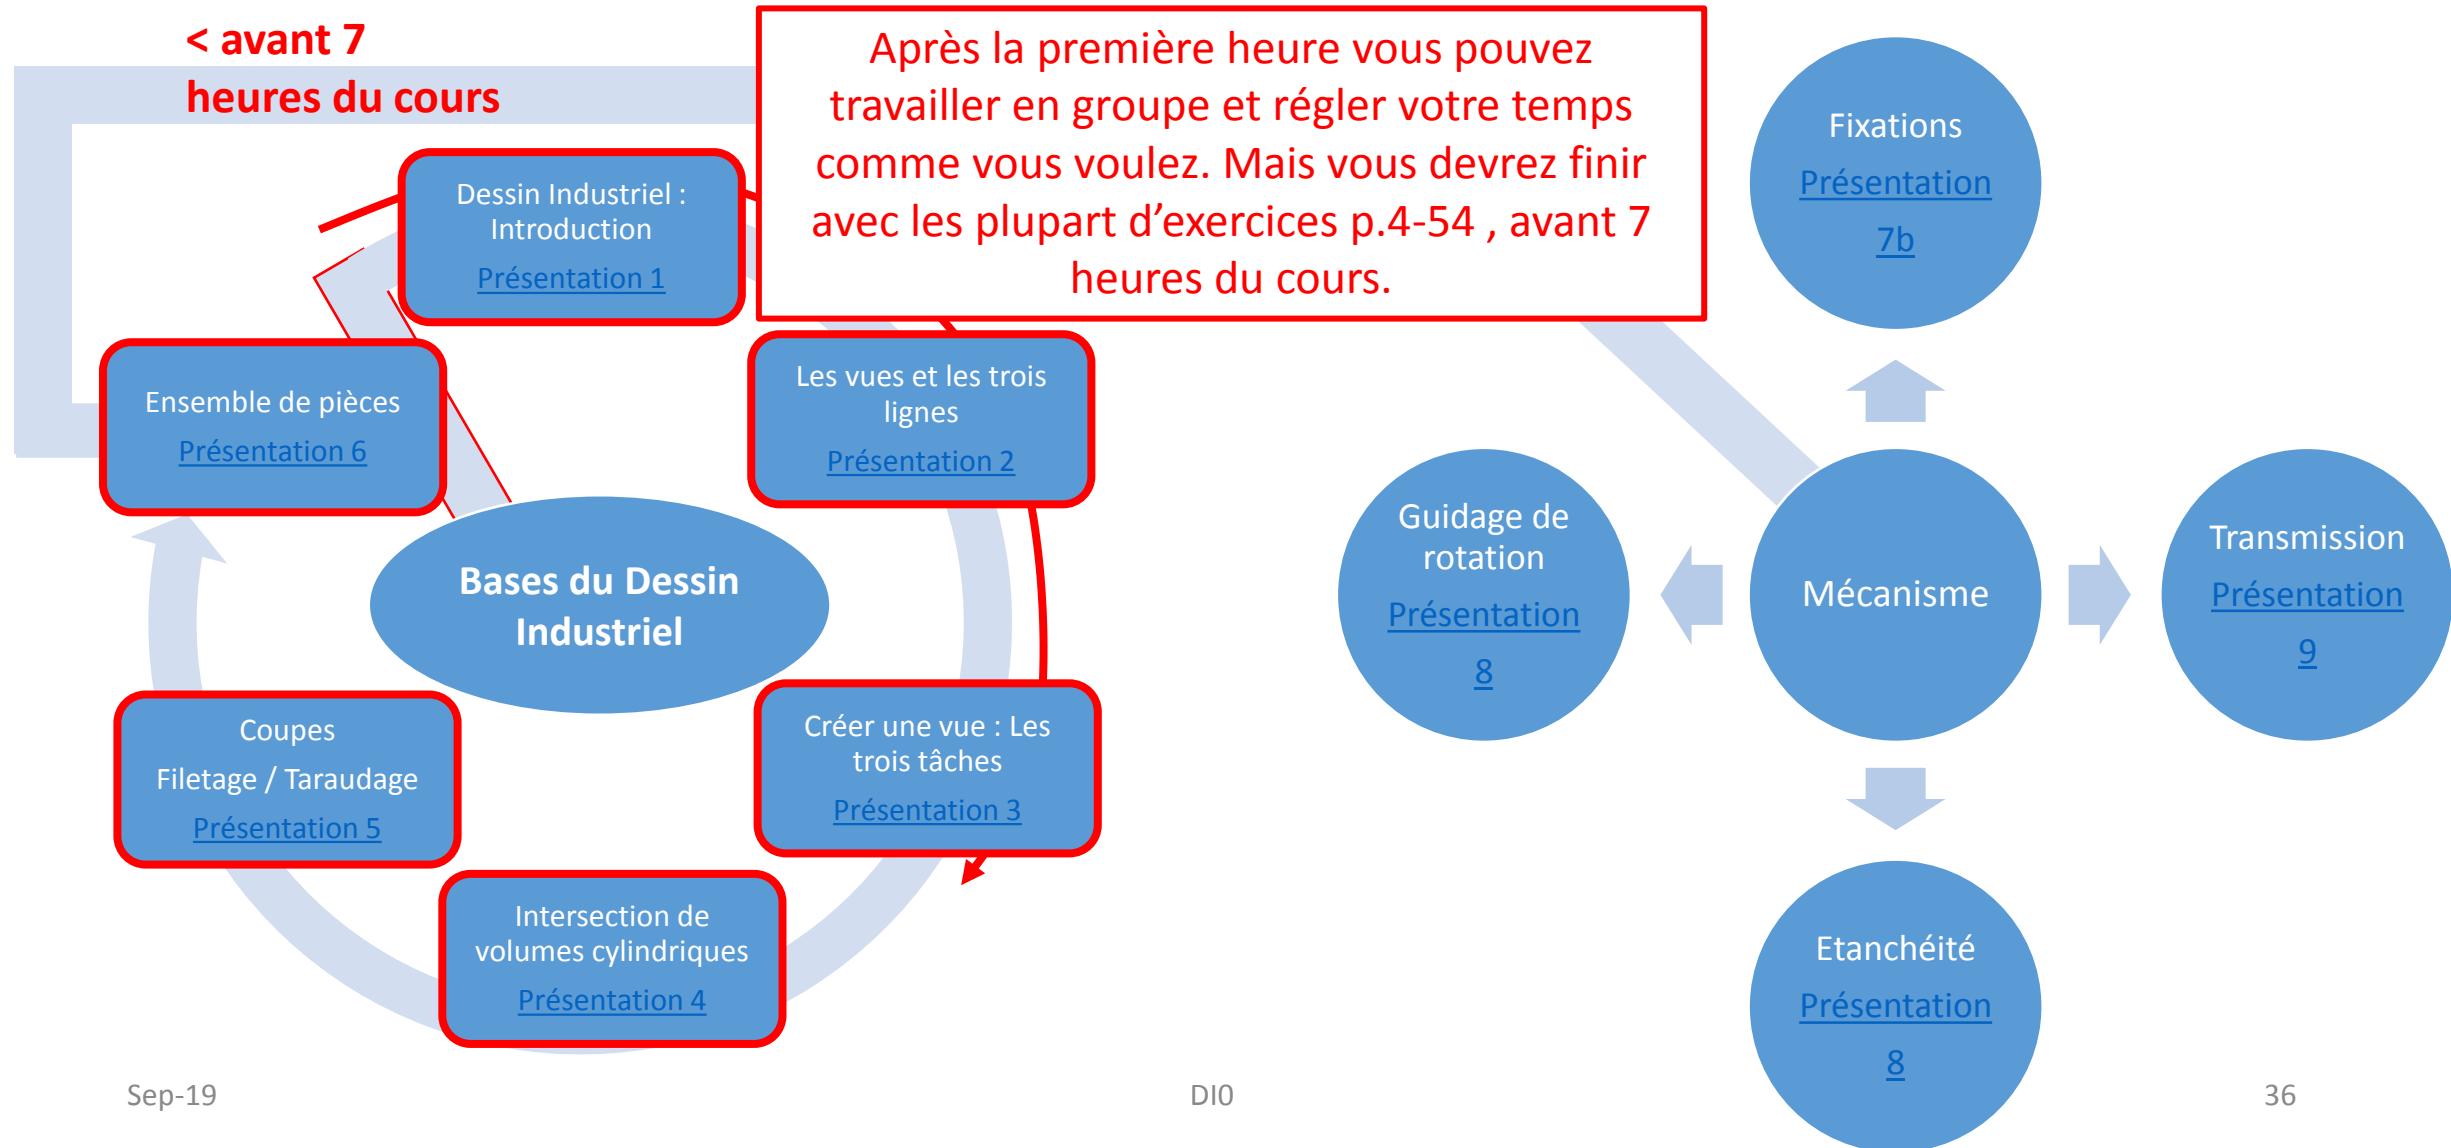 < avant 7
heures du cours
Après la première heure vous pouvez
travailler en groupe et régler votre temps
comme vous voulez. Mais vous devrez finir
avec les plupart d’exercices p.4-54 , avant 7
heures du cours.
Dessin Industriel :
Introduction
Présentation 1
Les vues et les trois
lignes
Présentation 2
Créer une vue : Les
trois tâches
Présentation 3
Intersection de
volumes cylindriques
Présentation 4
Coupes
Filetage / Taraudage
Présentation 5
Ensemble de pièces
Présentation 6
Bases du Dessin
Industriel
Mécanisme
Fixations
Présentation
7b
Transmission
Présentation
9
Etanchéité
Présentation
8
Guidage de
rotation
Présentation
8
Sep-19
DI0
36